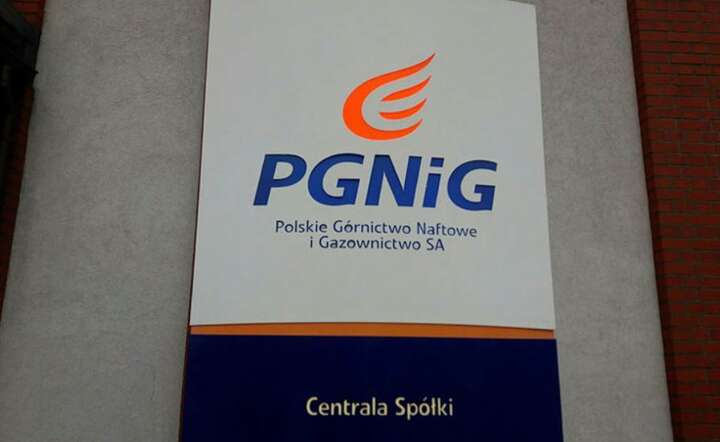 PGNiG
Polskie Górnictwo Naftowe
i Gazownictwo SA
Centrala Spółki